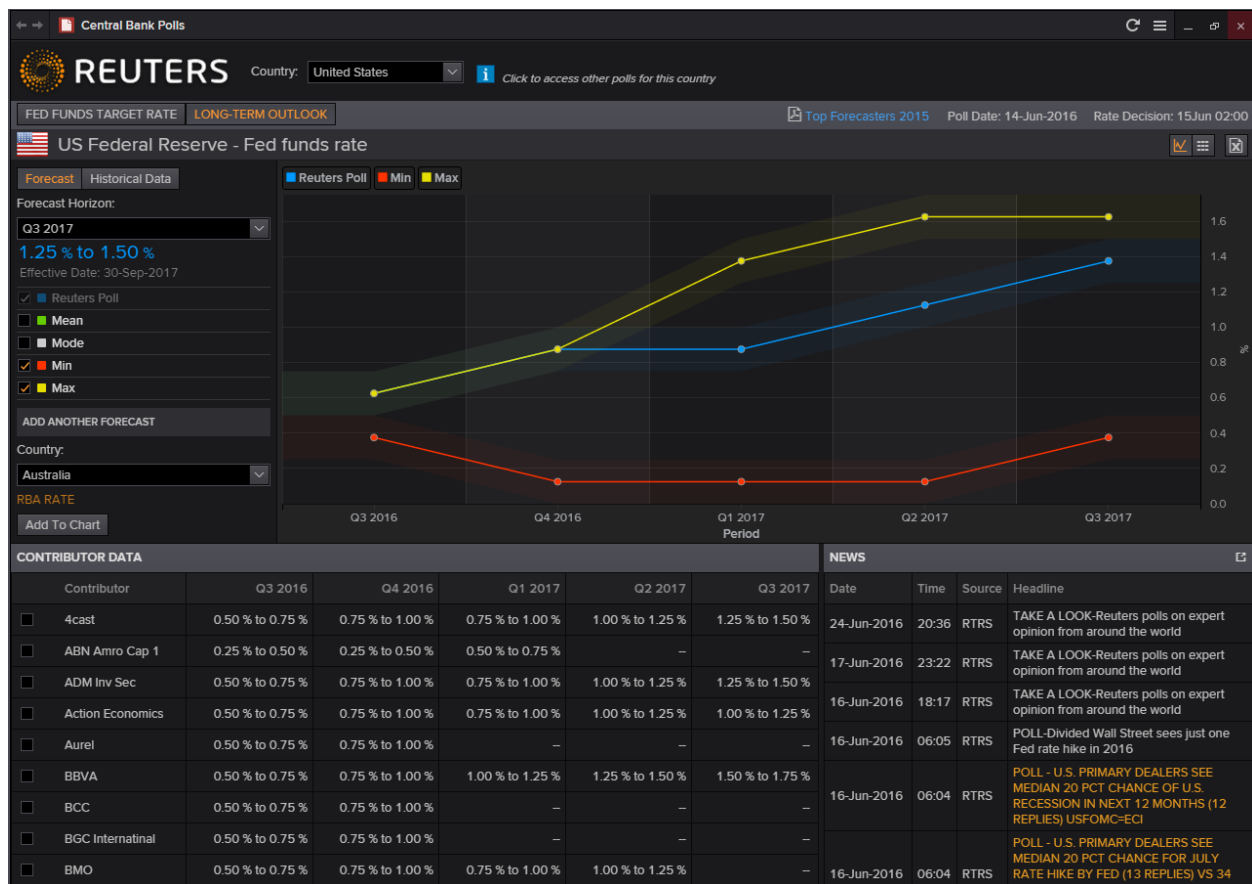 Central Bank Polls
REUTERS Country: United States i Click to access other polls for this country
FED FUNDS TARGET RATE LONG-TERM OUTLOOK Top Forecasters 2015 Poll Date: 14-Jun-2016 Rate Decision: 15Jun 02:00
US Federal Reserve - Fed funds rate
Forecast Historical Data
Forecast Horizon:
Q3 2017
1.25 % to 1.50 %
Effective Date: 30-Sep-2017
Reuters Poll
Mean
Mode
Min
Max
ADD ANOTHER FORECAST
Country:
Australia
RBA RATE
Add To Chart
Reuters Poll Min Max
1.6
1.4
1.2
1.0
0.8
0.6
0.4
0.2
0.0
%
Q3 2016 Q4 2016 Q1 2017 Q2 2017 Q3 2017
Period
CONTRIBUTOR DATA
Contributor Q3 2016 Q4 2016 Q1 2017 Q2 2017 Q3 2017
4cast 0.50 % to 0.75 % 0.75 % to 1.00 % 0.75 % to 1.00 % 1.00 % to 1.25 % 1.25 % to 1.50 %
ABN Amro Cap 1 0.25 % to 0.50 % 0.25 % to 0.50 % 0.50 % to 0.75 % – –
ADM Inv Sec 0.50 % to 0.75 % 0.75 % to 1.00 % 0.75 % to 1.00 % 1.00 % to 1.25 % 1.25 % to 1.50 %
Action Economics 0.50 % to 0.75 % 0.75 % to 1.00 % 0.75 % to 1.00 % 1.00 % to 1.25 % 1.00 % to 1.25 %
Aurel 0.50 % to 0.75 % 0.75 % to 1.00 % – – –
BBVA 0.50 % to 0.75 % 0.75 % to 1.00 % 1.00 % to 1.25 % 1.25 % to 1.50 % 1.50 % to 1.75 %
BCC 0.50 % to 0.75 % 0.75 % to 1.00 % – – –
BGC Internatinal 0.50 % to 0.75 % 0.75 % to 1.00 % – – –
BMO 0.50 % to 0.75 % 0.75 % to 1.00 % 0.75 % to 1.00 % 1.00 % to 1.25 % –
NEWS
Date Time Source Headline
24-Jun-2016 20:36 RTRS TAKE A LOOK-Reuters polls on expert
opinion from around the world
17-Jun-2016 23:22 RTRS TAKE A LOOK-Reuters polls on expert
opinion from around the world
16-Jun-2016 18:17 RTRS TAKE A LOOK-Reuters polls on expert
opinion from around the world
16-Jun-2016 06:05 RTRS POLL-Divided Wall Street sees just one
Fed rate hike in 2016
16-Jun-2016 06:04 RTRS POLL - U.S. PRIMARY DEALERS SEE
MEDIAN 20 PCT CHANCE OF U.S.
RECESSION IN NEXT 12 MONTHS (12
REPLIES) USFOMC=ECI
16-Jun-2016 06:04 RTRS POLL - U.S. PRIMARY DEALERS SEE
MEDIAN 20 PCT CHANCE FOR JULY
RATE HIKE BY FED (13 REPLIES) VS 34